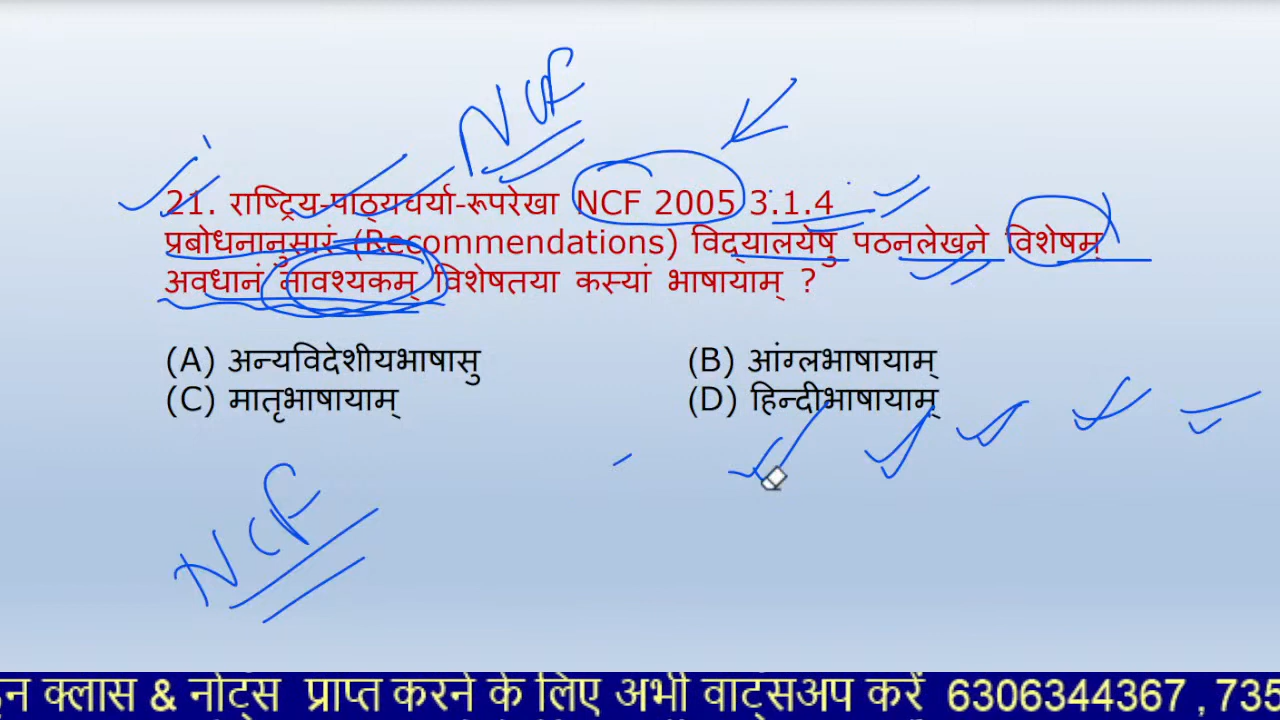 NCF
21. राष्ट्रिय-पाठ्यचर्या-रूपरेखा NCF 2005 3.1.4
प्रबोधनानुसारं (Recommendations) विद्यालयेषु पठनलेखने विशेषम्
अवधानं नावश्यकम् विशेषतया कस्यां भाषायाम् ?
(A) अन्यविदेशीयभाषासु (B) आंग्लभाषायाम्
(C) मातृभाषायाम् (D) हिन्दीभाषायाम्
NCF
क्लास & नोट्स प्राप्त करने के लिए अभी वाट्सअप करें 6306344367 , 735